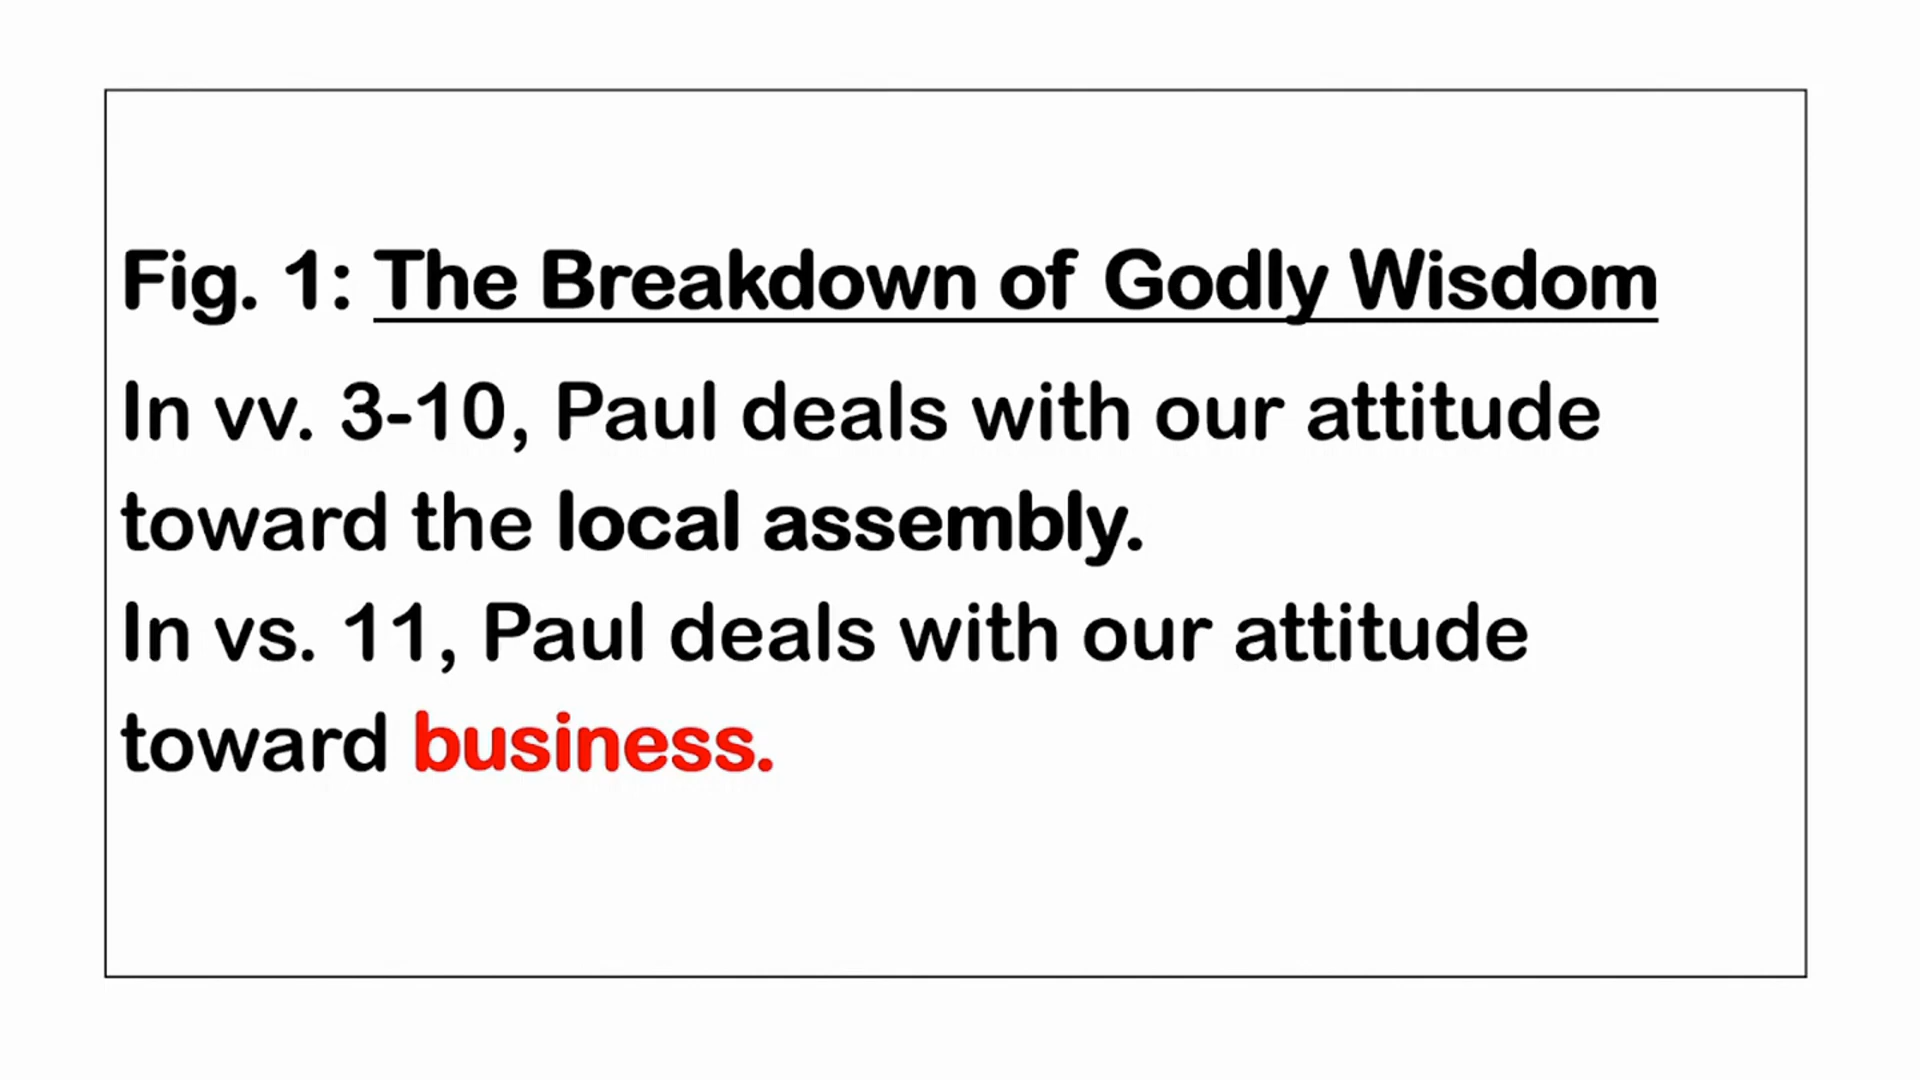 Fig. 1: The Breakdown of Godly Wisdom
In vv. 3-10, Paul deals with our attitude
toward the local assembly.
In vs. 11, Paul deals with our attitude
toward business.